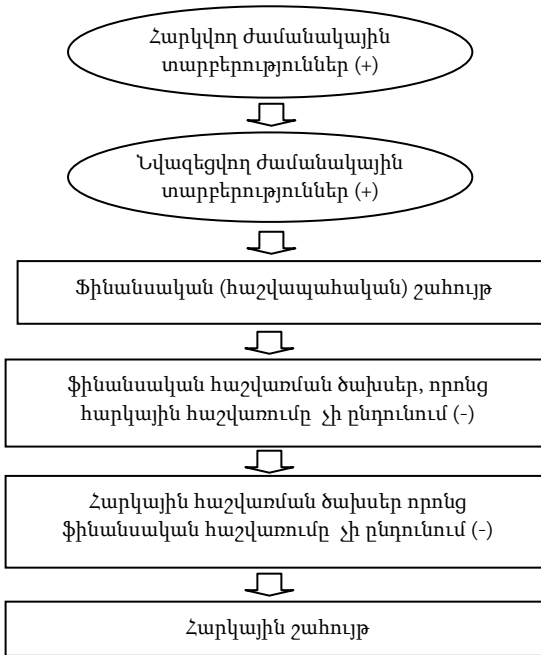 Հարկվող ժամանակային
տարբերություններ (+)
Նվազեցվող ժամանակային
տարբերություններ (+)
Ֆինանսական (հաշվապահական) շահույթ
ֆինանսական հաշվառման ծախսեր, որոնց
հարկային հաշվառումը չի ընդունում (-)
Հարկային հաշվառման ծախսեր որոնց
ֆինանսական հաշվառումը չի ընդունում (-)
Հարկային շահույթ